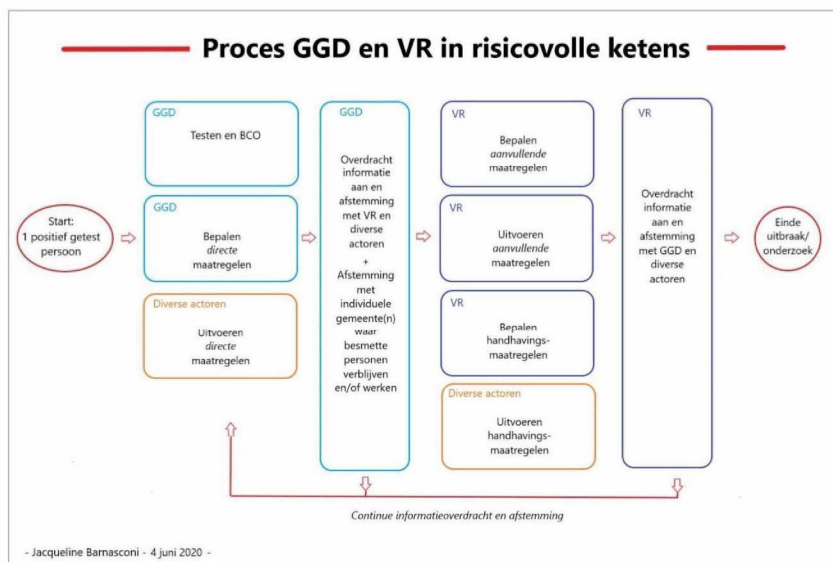 Proces GGD en VR in risicovolle ketens
Start:
1 positief getest
persoon
GGD
Testen en BCO
GGD
Bepalen
directe
maatregelen
Diverse actoren
Uitvoeren
directe
maatregelen
GGD
Overdracht
informatie
aan en
afstemming
met VR en
diverse
actoren
+
Afstemming
met
individuele
gemeente(n)
waar
besmette
personen
verblijven
en/of werken
VR
Bepalen
aanvullende
maatregelen
VR
Uitvoeren
aanvullende
maatregelen
VR
Bepalen
handhavings-
maatregelen
Diverse actoren
Uitvoeren
handhavings-
maatregelen
VR
Overdracht
informatie
aan en
afstemming
met GGD en
diverse
actoren
Einde
uitbraak/
onderzoek
Continue informatieoverdracht en afstemming
- Jacqueline Barnasconi - 4 juni 2020 -